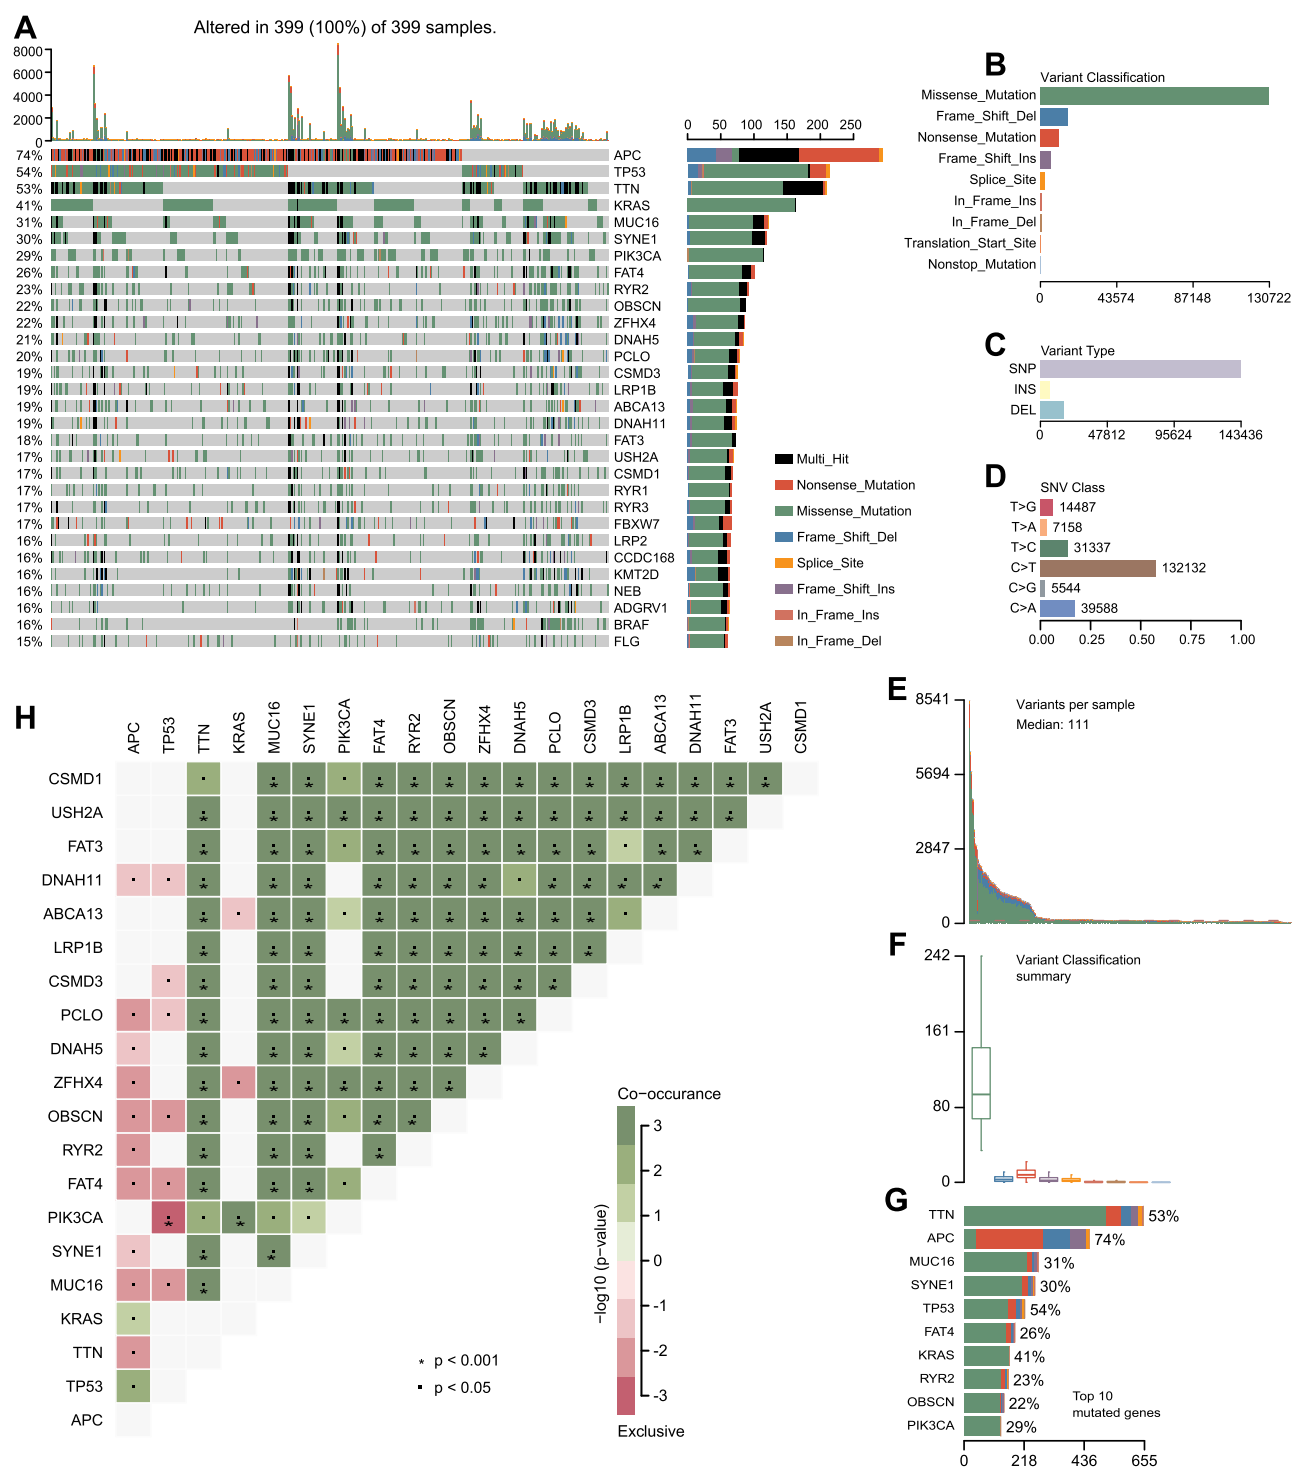 A
Altered in 399 (100%) of 399 samples.
8000
6000
4000
2000
0
0 50 100 150 200 250
74% APC
54% TP53
53% TTN
41% KRAS
31% MUC16
30% SYNE1
29% PIK3CA
26% FAT4
23% RYR2
22% OBSCN
22% ZFHX4
21% DNAH5
20% PCLO
19% CSMD3
19% LRP1B
19% ABCA13
19% DNAH11
18% FAT3
17% USH2A
17% CSMD1
17% RYR1
17% RYR3
17% FBXW7
16% LRP2
16% CCDC168
16% KMT2D
16% NEB
16% ADGRV1
16% BRAF
15% FLG
Multi_Hit
Nonsense_Mutation
Missense_Mutation
Frame_Shift_Del
Splice_Site
Frame_Shift_Ins
In_Frame_Ins
In_Frame_Del
B
Variant Classification
Missense_Mutation
Frame_Shift_Del
Nonsense_Mutation
Frame_Shift_Ins
Splice_Site
In_Frame_Ins
In_Frame_Del
Translation_Start_Site
Nonstop_Mutation
0 43574 87148 130722
C
Variant Type
SNP
INS
DEL
0 47812 95624 143436
D
SNV Class
T>G 14487
T>A 7158
T>C 31337
C>T 132132
C>G 5544
C>A 39588
0.00 0.25 0.50 0.75 1.00
E
8541
5694
2847
0
Variants per sample
Median: 111
F
242
161
80
0
Variant Classification
summary
G
TTN 53%
APC 74%
MUC16 31%
SYNE1 30%
TP53 54%
FAT4 26%
KRAS 41%
RYR2 23%
OBSCN 22%
PIK3CA 29%
Top 10
mutated genes
0 218 436 655
H
APC TP53 TTN KRAS MUC16 SYNE1 PIK3CA FAT4 RYR2 OBSCN ZFHX4 DNAH5 PCLO CSMD3 LRP1B ABCA13 DNAH11 FAT3 USH2A CSMD1
CSMD1
USH2A
FAT3
DNAH11
ABCA13
LRP1B
CSMD3
PCLO
DNAH5
ZFHX4
OBSCN
RYR2
FAT4
PIK3CA
SYNE1
MUC16
KRAS
TTN
TP53
APC
* p < 0.001
▪ p < 0.05
Co−occurance
3
2
1
0
-1
-2
-3
−log10 (p−value)
Exclusive